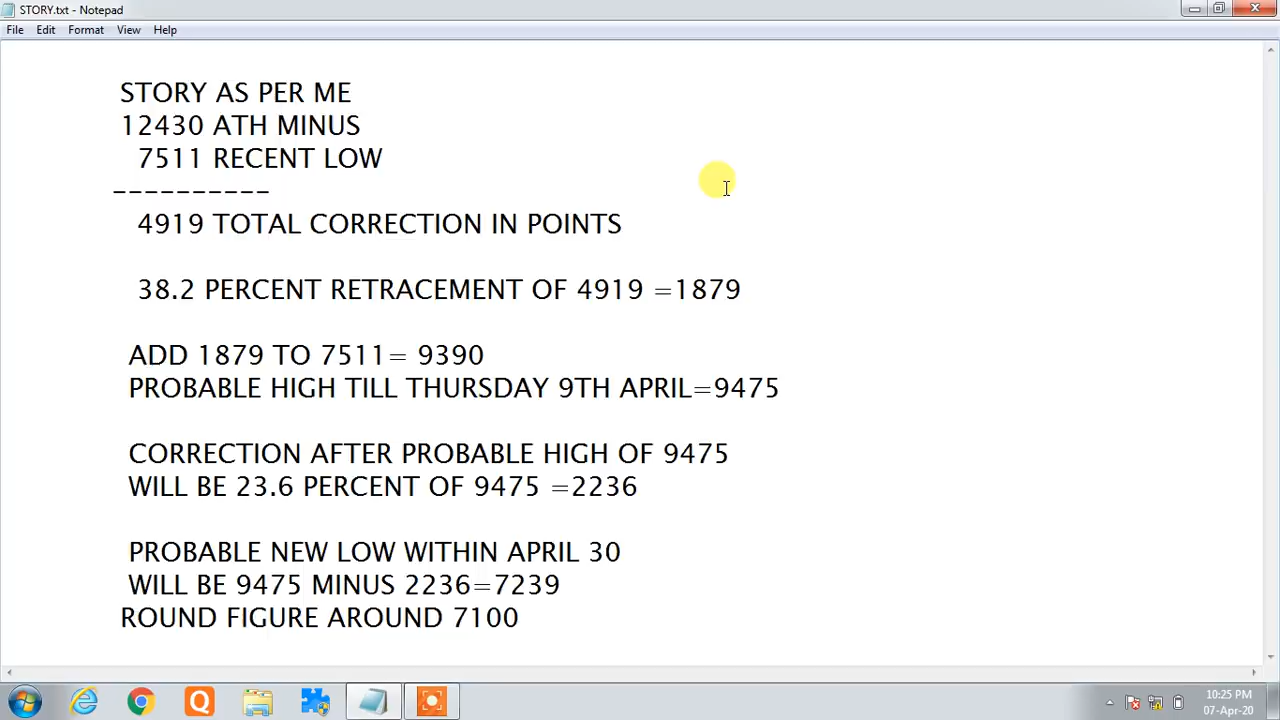 STORY.txt - Notepad
File Edit Format View Help
STORY AS PER ME
12430 ATH MINUS
7511 RECENT LOW
----------
4919 TOTAL CORRECTION IN POINTS
38.2 PERCENT RETRACEMENT OF 4919 =1879
ADD 1879 TO 7511= 9390
PROBABLE HIGH TILL THURSDAY 9TH APRIL=9475
CORRECTION AFTER PROBABLE HIGH OF 9475
WILL BE 23.6 PERCENT OF 9475 =2236
PROBABLE NEW LOW WITHIN APRIL 30
WILL BE 9475 MINUS 2236=7239
ROUND FIGURE AROUND 7100
Q
10:25 PM
07-Apr-20